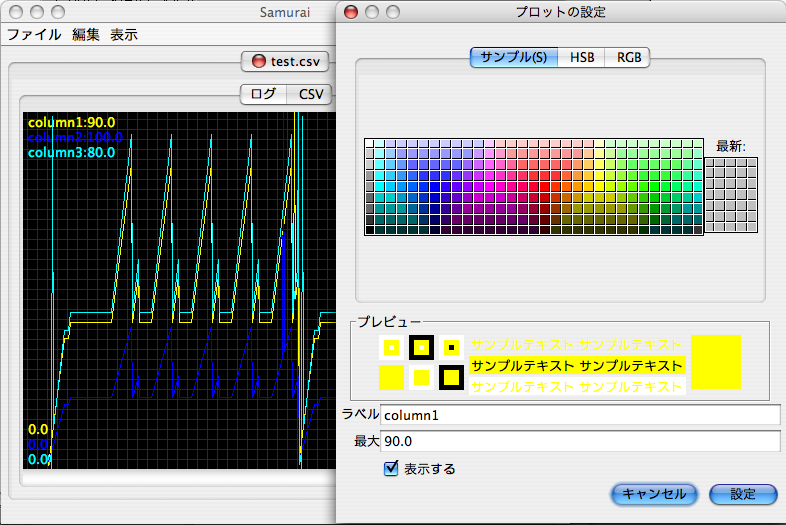 Samurai
ファイル 編集 表示
test.csv
ログ CSV
column1:90.0
column2:100.0
column3:80.0
0.0
0.0
0.0
プロットの設定
サンプル(S) HSB RGB
最新:
プレビュー
サンプルテキスト サンプルテキスト
サンプルテキスト サンプルテキスト
サンプルテキスト サンプルテキスト
ラベル column1
最大 90.0
表示する
キャンセル 設定